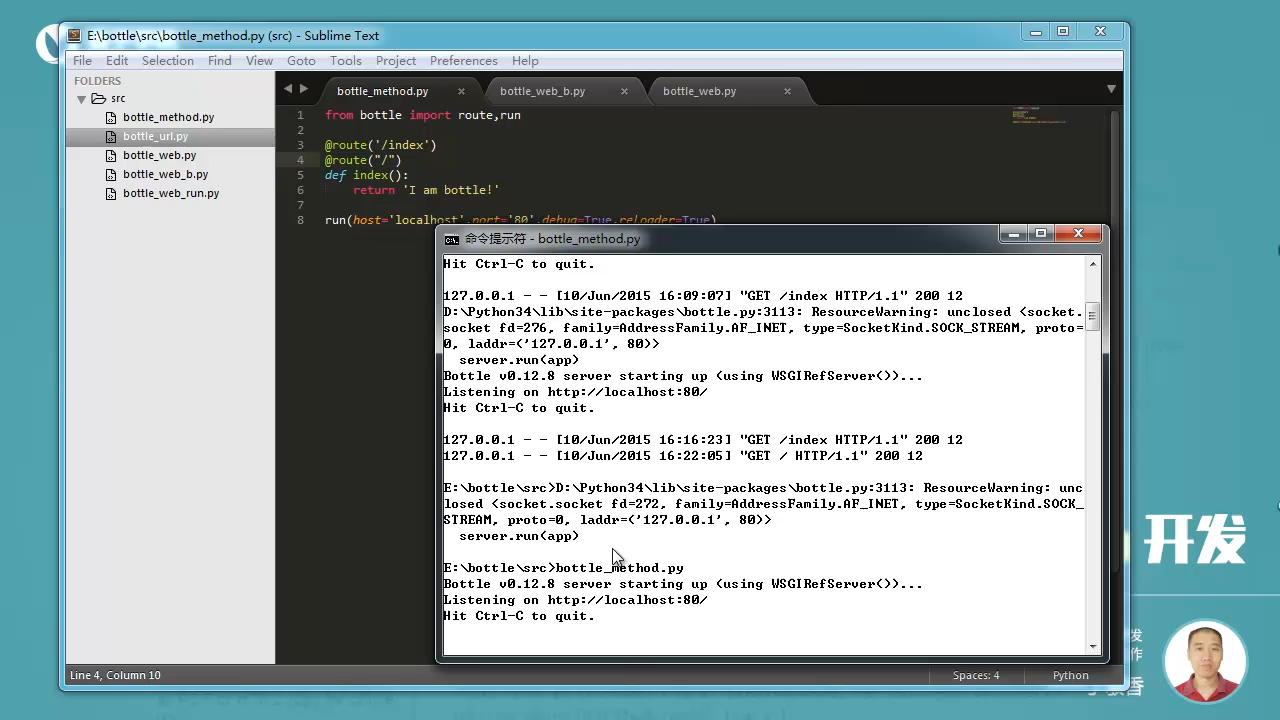 E:\bottle\src\bottle_method.py (src) - Sublime Text
File Edit Selection Find View Goto Tools Project Preferences Help
FOLDERS
src
bottle_method.py
bottle_url.py
bottle_web.py
bottle_web_b.py
bottle_web_run.py
bottle_method.py × bottle_web_b.py × bottle_web.py ×
1 from bottle import route,run
2
3 @route('/index')
4 @route("/")
5 def index():
6 return 'I am bottle!'
7
8 run(host='localhost',port='80',debug=True,reloader=True)
命令提示符 - bottle_method.py
Hit Ctrl-C to quit.
127.0.0.1 - - [10/Jun/2015 16:09:07] "GET /index HTTP/1.1" 200 12
D:\Python34\lib\site-packages\bottle.py:3113: ResourceWarning: unclosed <socket.
socket fd=276, family=AddressFamily.AF_INET, type=SocketKind.SOCK_STREAM, proto=
0, laddr=('127.0.0.1', 80)>
server.run(app)
Bottle v0.12.8 server starting up (using WSGIRefServer())...
Listening on http://localhost:80/
Hit Ctrl-C to quit.
127.0.0.1 - - [10/Jun/2015 16:16:23] "GET /index HTTP/1.1" 200 12
127.0.0.1 - - [10/Jun/2015 16:22:05] "GET / HTTP/1.1" 200 12
E:\bottle\src>D:\Python34\lib\site-packages\bottle.py:3113: ResourceWarning: unc
losed <socket.socket fd=272, family=AddressFamily.AF_INET, type=SocketKind.SOCK_
STREAM, proto=0, laddr=('127.0.0.1', 80)>
server.run(app)
E:\bottle\src>bottle_method.py
Bottle v0.12.8 server starting up (using WSGIRefServer())...
Listening on http://localhost:80/
Hit Ctrl-C to quit.
Line 4, Column 10
Spaces: 4 Python
开发
发
作
香